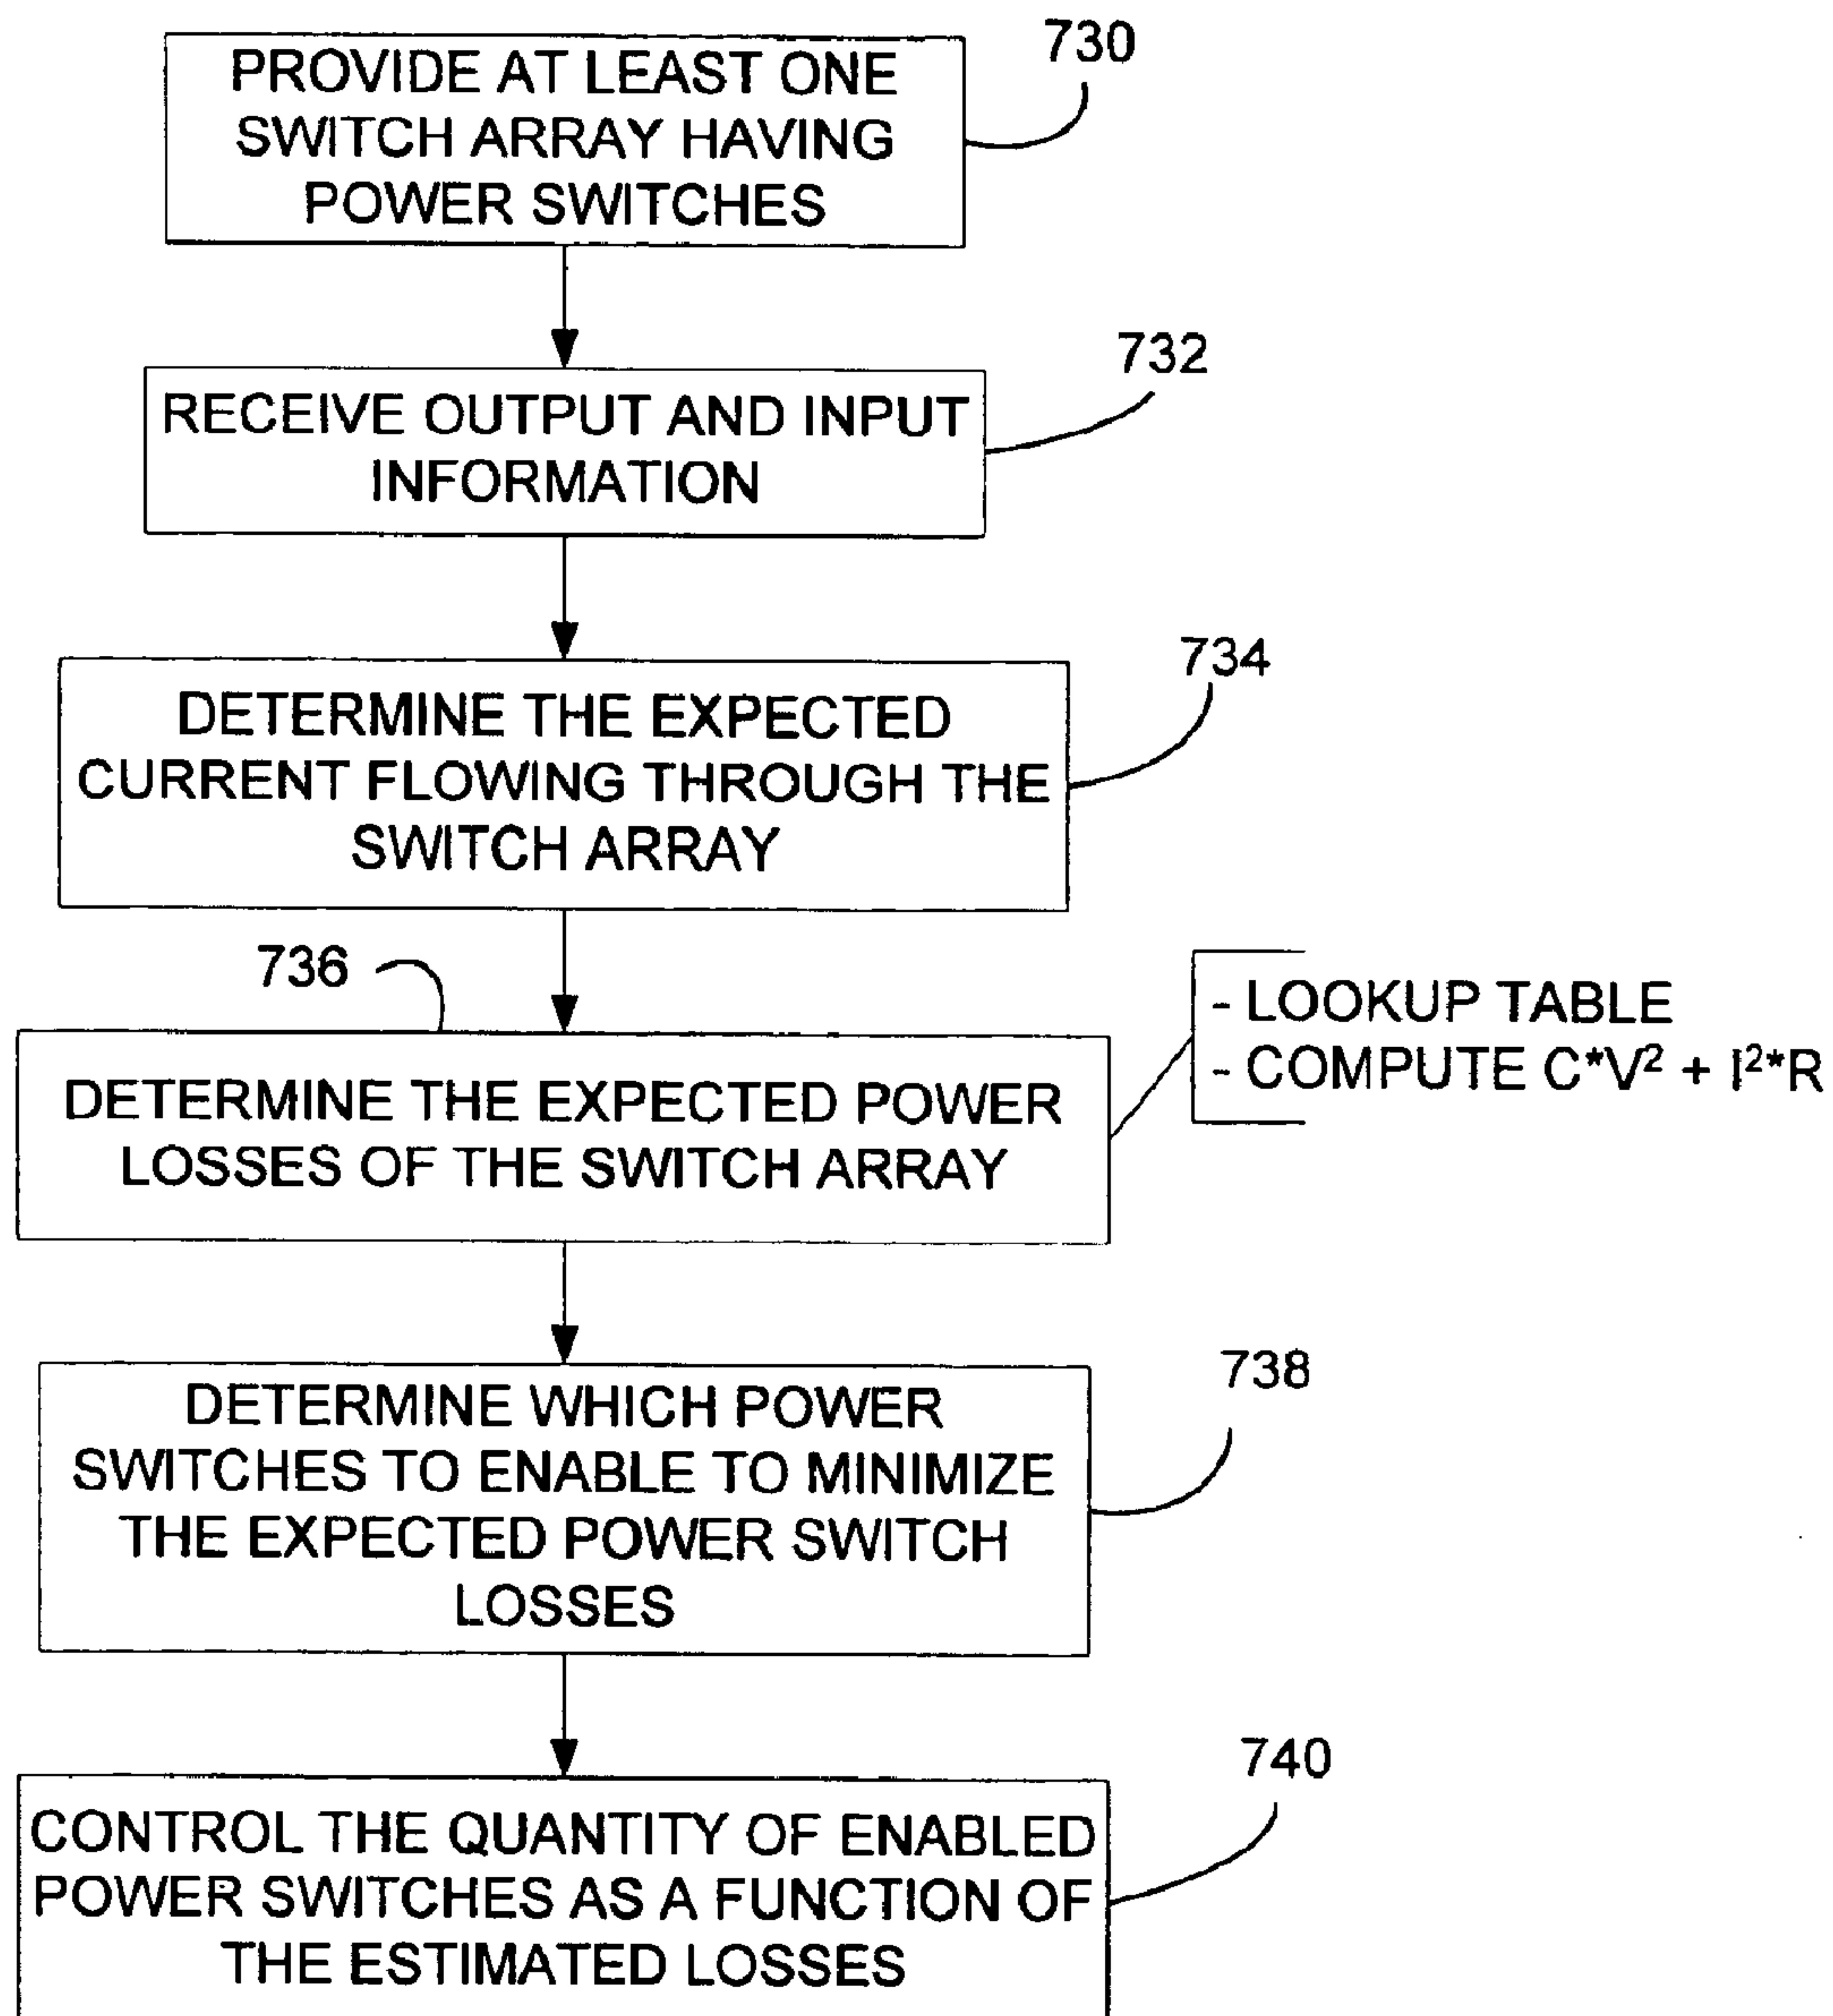 PROVIDE AT LEAST ONE
SWITCH ARRAY HAVING
POWER SWITCHES
730
RECEIVE OUTPUT AND INPUT
INFORMATION
732
DETERMINE THE EXPECTED
CURRENT FLOWING THROUGH THE
SWITCH ARRAY
734
736
DETERMINE THE EXPECTED POWER
LOSSES OF THE SWITCH ARRAY
- LOOKUP TABLE
- COMPUTE C*V² + I²*R
DETERMINE WHICH POWER
SWITCHES TO ENABLE TO MINIMIZE
THE EXPECTED POWER SWITCH
LOSSES
738
CONTROL THE QUANTITY OF ENABLED
POWER SWITCHES AS A FUNCTION OF
THE ESTIMATED LOSSES
740